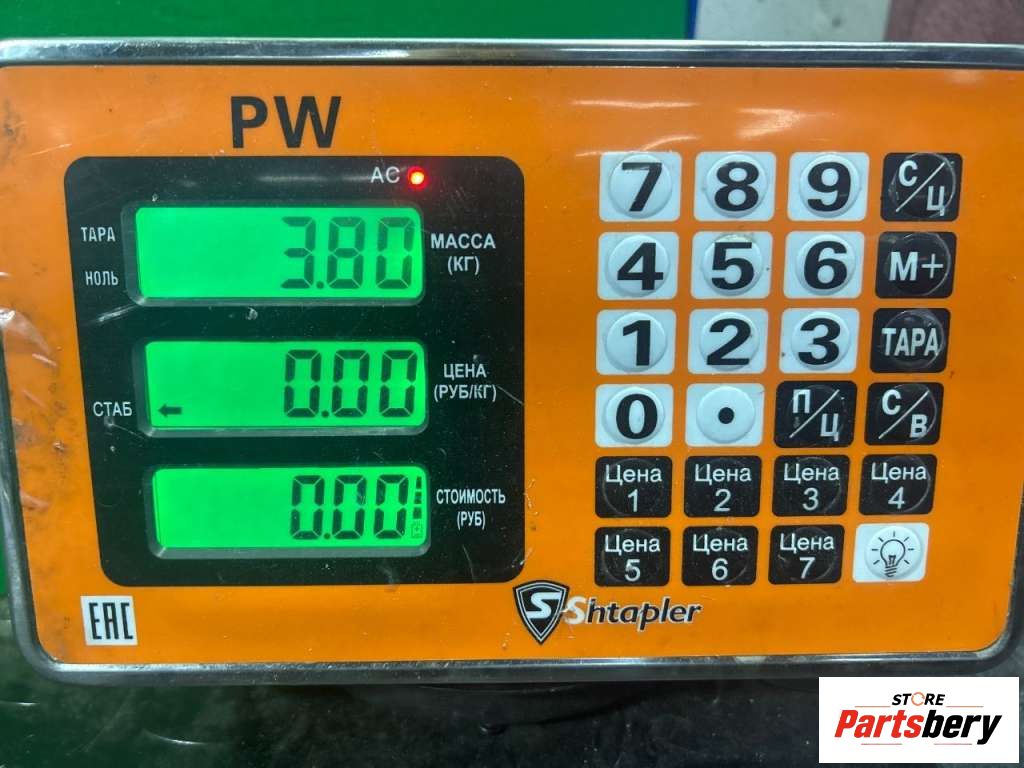 PW
AC
ТАРА
НОЛЬ
3.80
МАССА
(КГ)
СТАБ
0.00
ЦЕНА
(РУБ/КГ)
0.00
СТОИМОСТЬ
(РУБ)
7 8 9 С/Ц
4 5 6 М+
1 2 3 ТАРА
0 . П/Ц С/В
Цена 1 Цена 2 Цена 3 Цена 4
Цена 5 Цена 6 Цена 7
EAC
S Shtapler
STORE
Partsbery